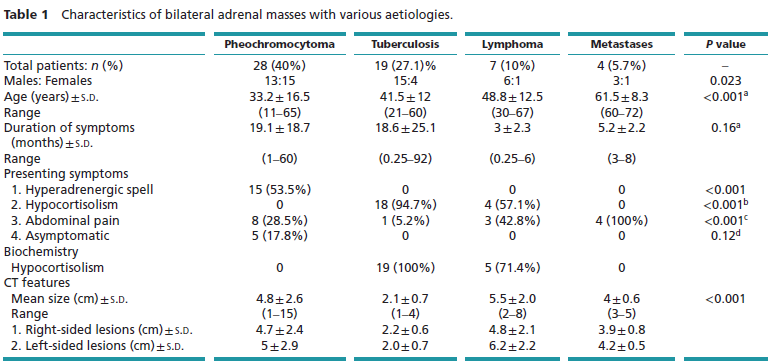 Table 1 Characteristics of bilateral adrenal masses with various aetiologies.
Pheochromocytoma Tuberculosis Lymphoma Metastases P value
Total patients: n (%) 28 (40%) 19 (27.1)% 7 (10%) 4 (5.7%) –
Males: Females 13:15 15:4 6:1 3:1 0.023
Age (years)±S.D. 33.2±16.5 41.5±12 48.8±12.5 61.5±8.3 <0.001a
Range (11–65) (21–60) (30–67) (60–72)
Duration of symptoms 19.1±18.7 18.6±25.1 3±2.3 5.2±2.2 0.16a
(months)±S.D.
Range (1–60) (0.25–92) (0.25–6) (3–8)
Presenting symptoms
1. Hyperadrenergic spell 15 (53.5%) 0 0 0 <0.001
2. Hypocortisolism 0 18 (94.7%) 4 (57.1%) 0 <0.001b
3. Abdominal pain 8 (28.5%) 1 (5.2%) 3 (42.8%) 4 (100%) <0.001c
4. Asymptomatic 5 (17.8%) 0 0 0 0.12d
Biochemistry
Hypocortisolism 0 19 (100%) 5 (71.4%) 0
CT features
Mean size (cm)±S.D. 4.8±2.6 2.1±0.7 5.5±2.0 4±0.6 <0.001
Range (1–15) (1–4) (2–8) (3–5)
1. Right-sided lesions (cm)±S.D. 4.7±2.4 2.2±0.6 4.8±2.1 3.9±0.8
2. Left-sided lesions (cm)±S.D. 5±2.9 2.0±0.7 6.2±2.2 4.2±0.5